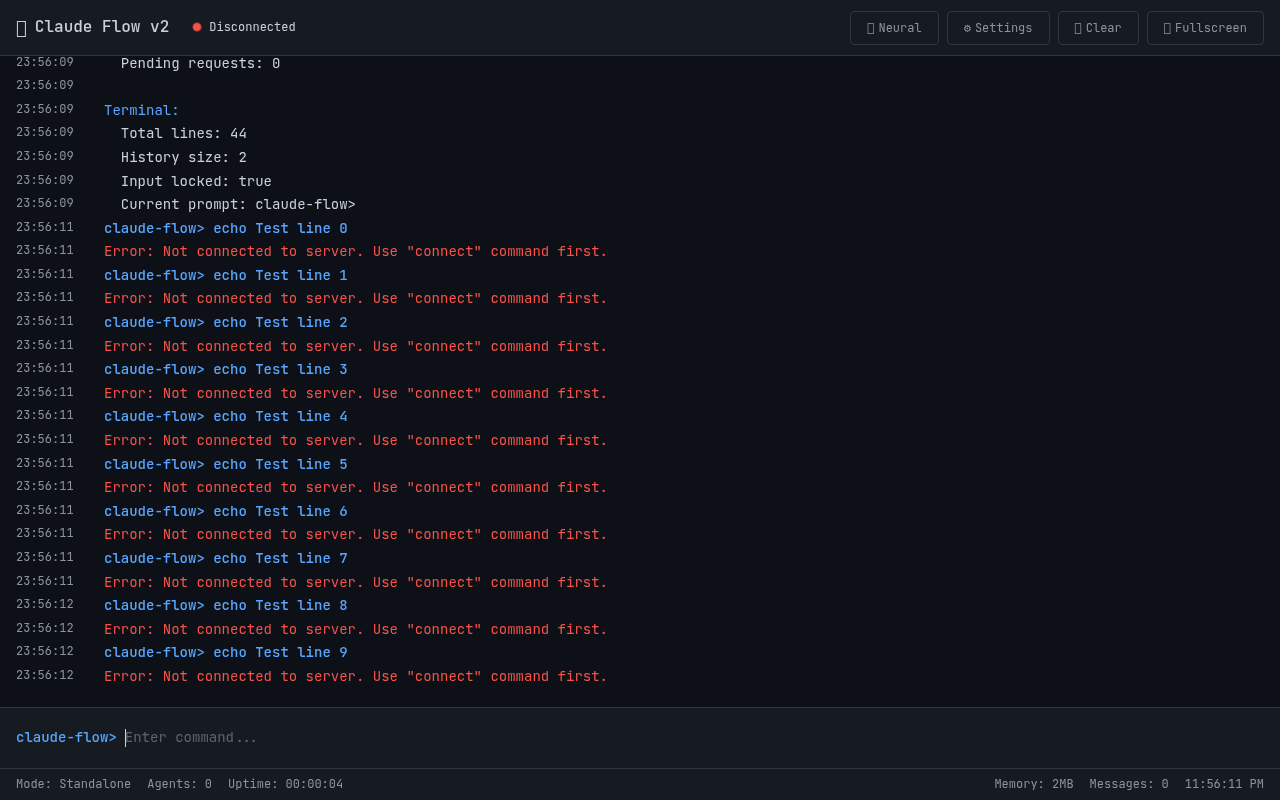 Claude Flow v2 Disconnected Neural ⚙ Settings Clear Fullscreen
23:56:09 Pending requests: 0
23:56:09
23:56:09 Terminal:
23:56:09 Total lines: 44
23:56:09 History size: 2
23:56:09 Input locked: true
23:56:09 Current prompt: claude-flow>
23:56:11 claude-flow> echo Test line 0
23:56:11 Error: Not connected to server. Use "connect" command first.
23:56:11 claude-flow> echo Test line 1
23:56:11 Error: Not connected to server. Use "connect" command first.
23:56:11 claude-flow> echo Test line 2
23:56:11 Error: Not connected to server. Use "connect" command first.
23:56:11 claude-flow> echo Test line 3
23:56:11 Error: Not connected to server. Use "connect" command first.
23:56:11 claude-flow> echo Test line 4
23:56:11 Error: Not connected to server. Use "connect" command first.
23:56:11 claude-flow> echo Test line 5
23:56:11 Error: Not connected to server. Use "connect" command first.
23:56:11 claude-flow> echo Test line 6
23:56:11 Error: Not connected to server. Use "connect" command first.
23:56:11 claude-flow> echo Test line 7
23:56:11 Error: Not connected to server. Use "connect" command first.
23:56:12 claude-flow> echo Test line 8
23:56:12 Error: Not connected to server. Use "connect" command first.
23:56:12 claude-flow> echo Test line 9
23:56:12 Error: Not connected to server. Use "connect" command first.
claude-flow> Enter command...
Mode: Standalone Agents: 0 Uptime: 00:00:04 Memory: 2MB Messages: 0 11:56:11 PM